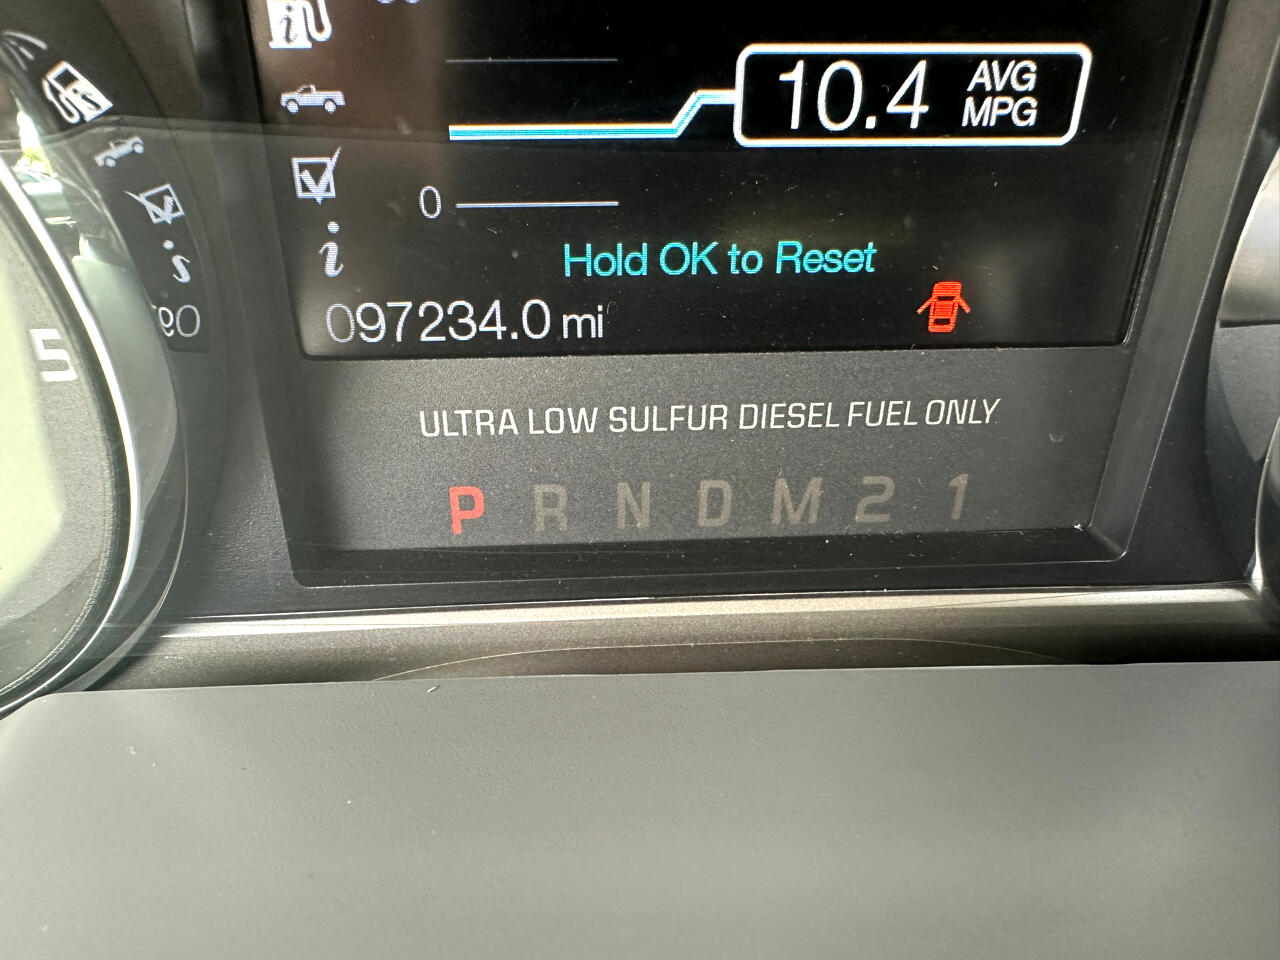 10.4 AVG MPG
0
Hold OK to Reset
097234.0 mi
5
ULTRA LOW SULFUR DIESEL FUEL ONLY
P R N D M 2 1